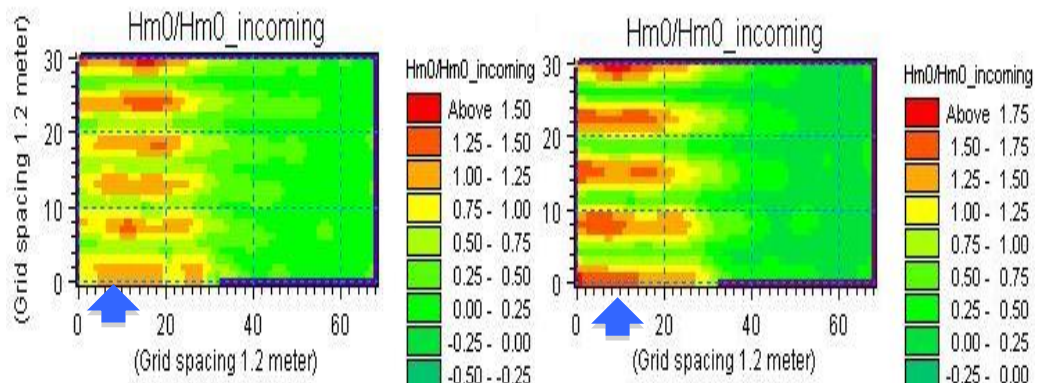 Hm0/Hm0_incoming
(Grid spacing 1.2 meter)
30
20
10
0
0 20 40 60
(Grid spacing 1.2 meter)
Hm0/Hm0_incoming
Above 1.50
1.25 - 1.50
1.00 - 1.25
0.75 - 1.00
0.50 - 0.75
0.25 - 0.50
0.00 - 0.25
-0.25 - 0.00
-0.50 - -0.25
Hm0/Hm0_incoming
30
20
10
0
0 20 40 60
(Grid spacing 1.2 meter)
Hm0/Hm0_incoming
Above 1.75
1.50 - 1.75
1.25 - 1.50
1.00 - 1.25
0.75 - 1.00
0.50 - 0.75
0.25 - 0.50
0.00 - 0.25
-0.25 - 0.00